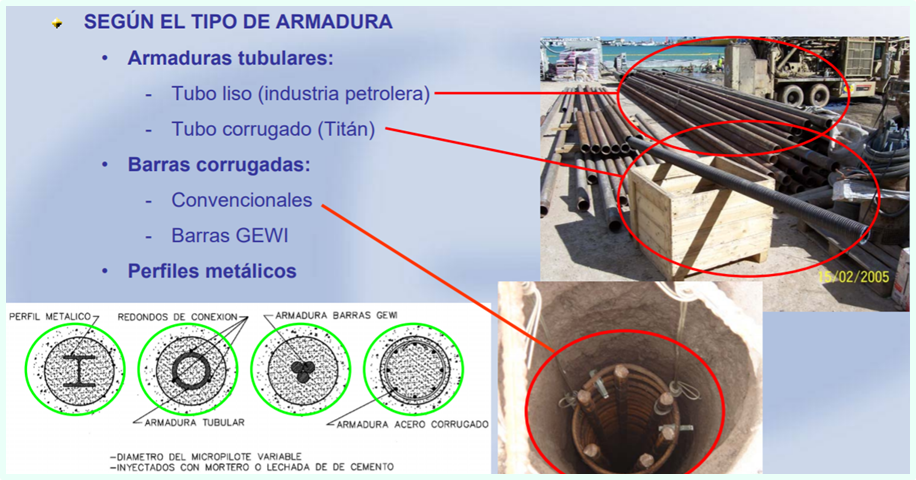 SEGÚN EL TIPO DE ARMADURA
• Armaduras tubulares:
- Tubo liso (industria petrolera)
- Tubo corrugado (Titán)
• Barras corrugadas:
- Convencionales
- Barras GEWI
• Perfiles metálicos
15/02/2005
PERFIL METALICO
REDONDOS DE CONEXION
ARMADURA BARRAS GEWI
ARMADURA TUBULAR
ARMADURA ACERO CORRUGADO
-DIAMETRO DEL MICROPILOTE VARIABLE
-INYECTADOS CON MORTERO O LECHADA DE DE CEMENTO